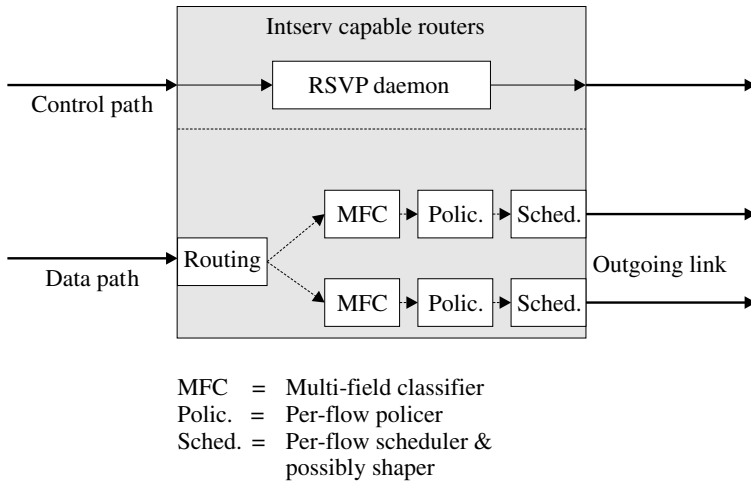 Intserv capable routers
RSVP daemon
Control path
MFC Polic. Sched.
Routing
Data path
Outgoing link
MFC Polic. Sched.
MFC = Multi-field classifier
Polic. = Per-flow policer
Sched. = Per-flow scheduler &
possibly shaper